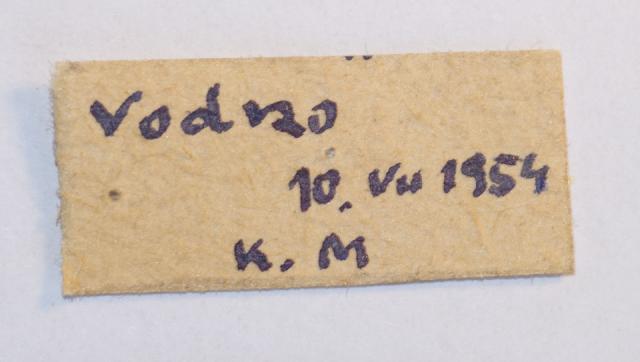 Vodno
10. VII 1954
K. M